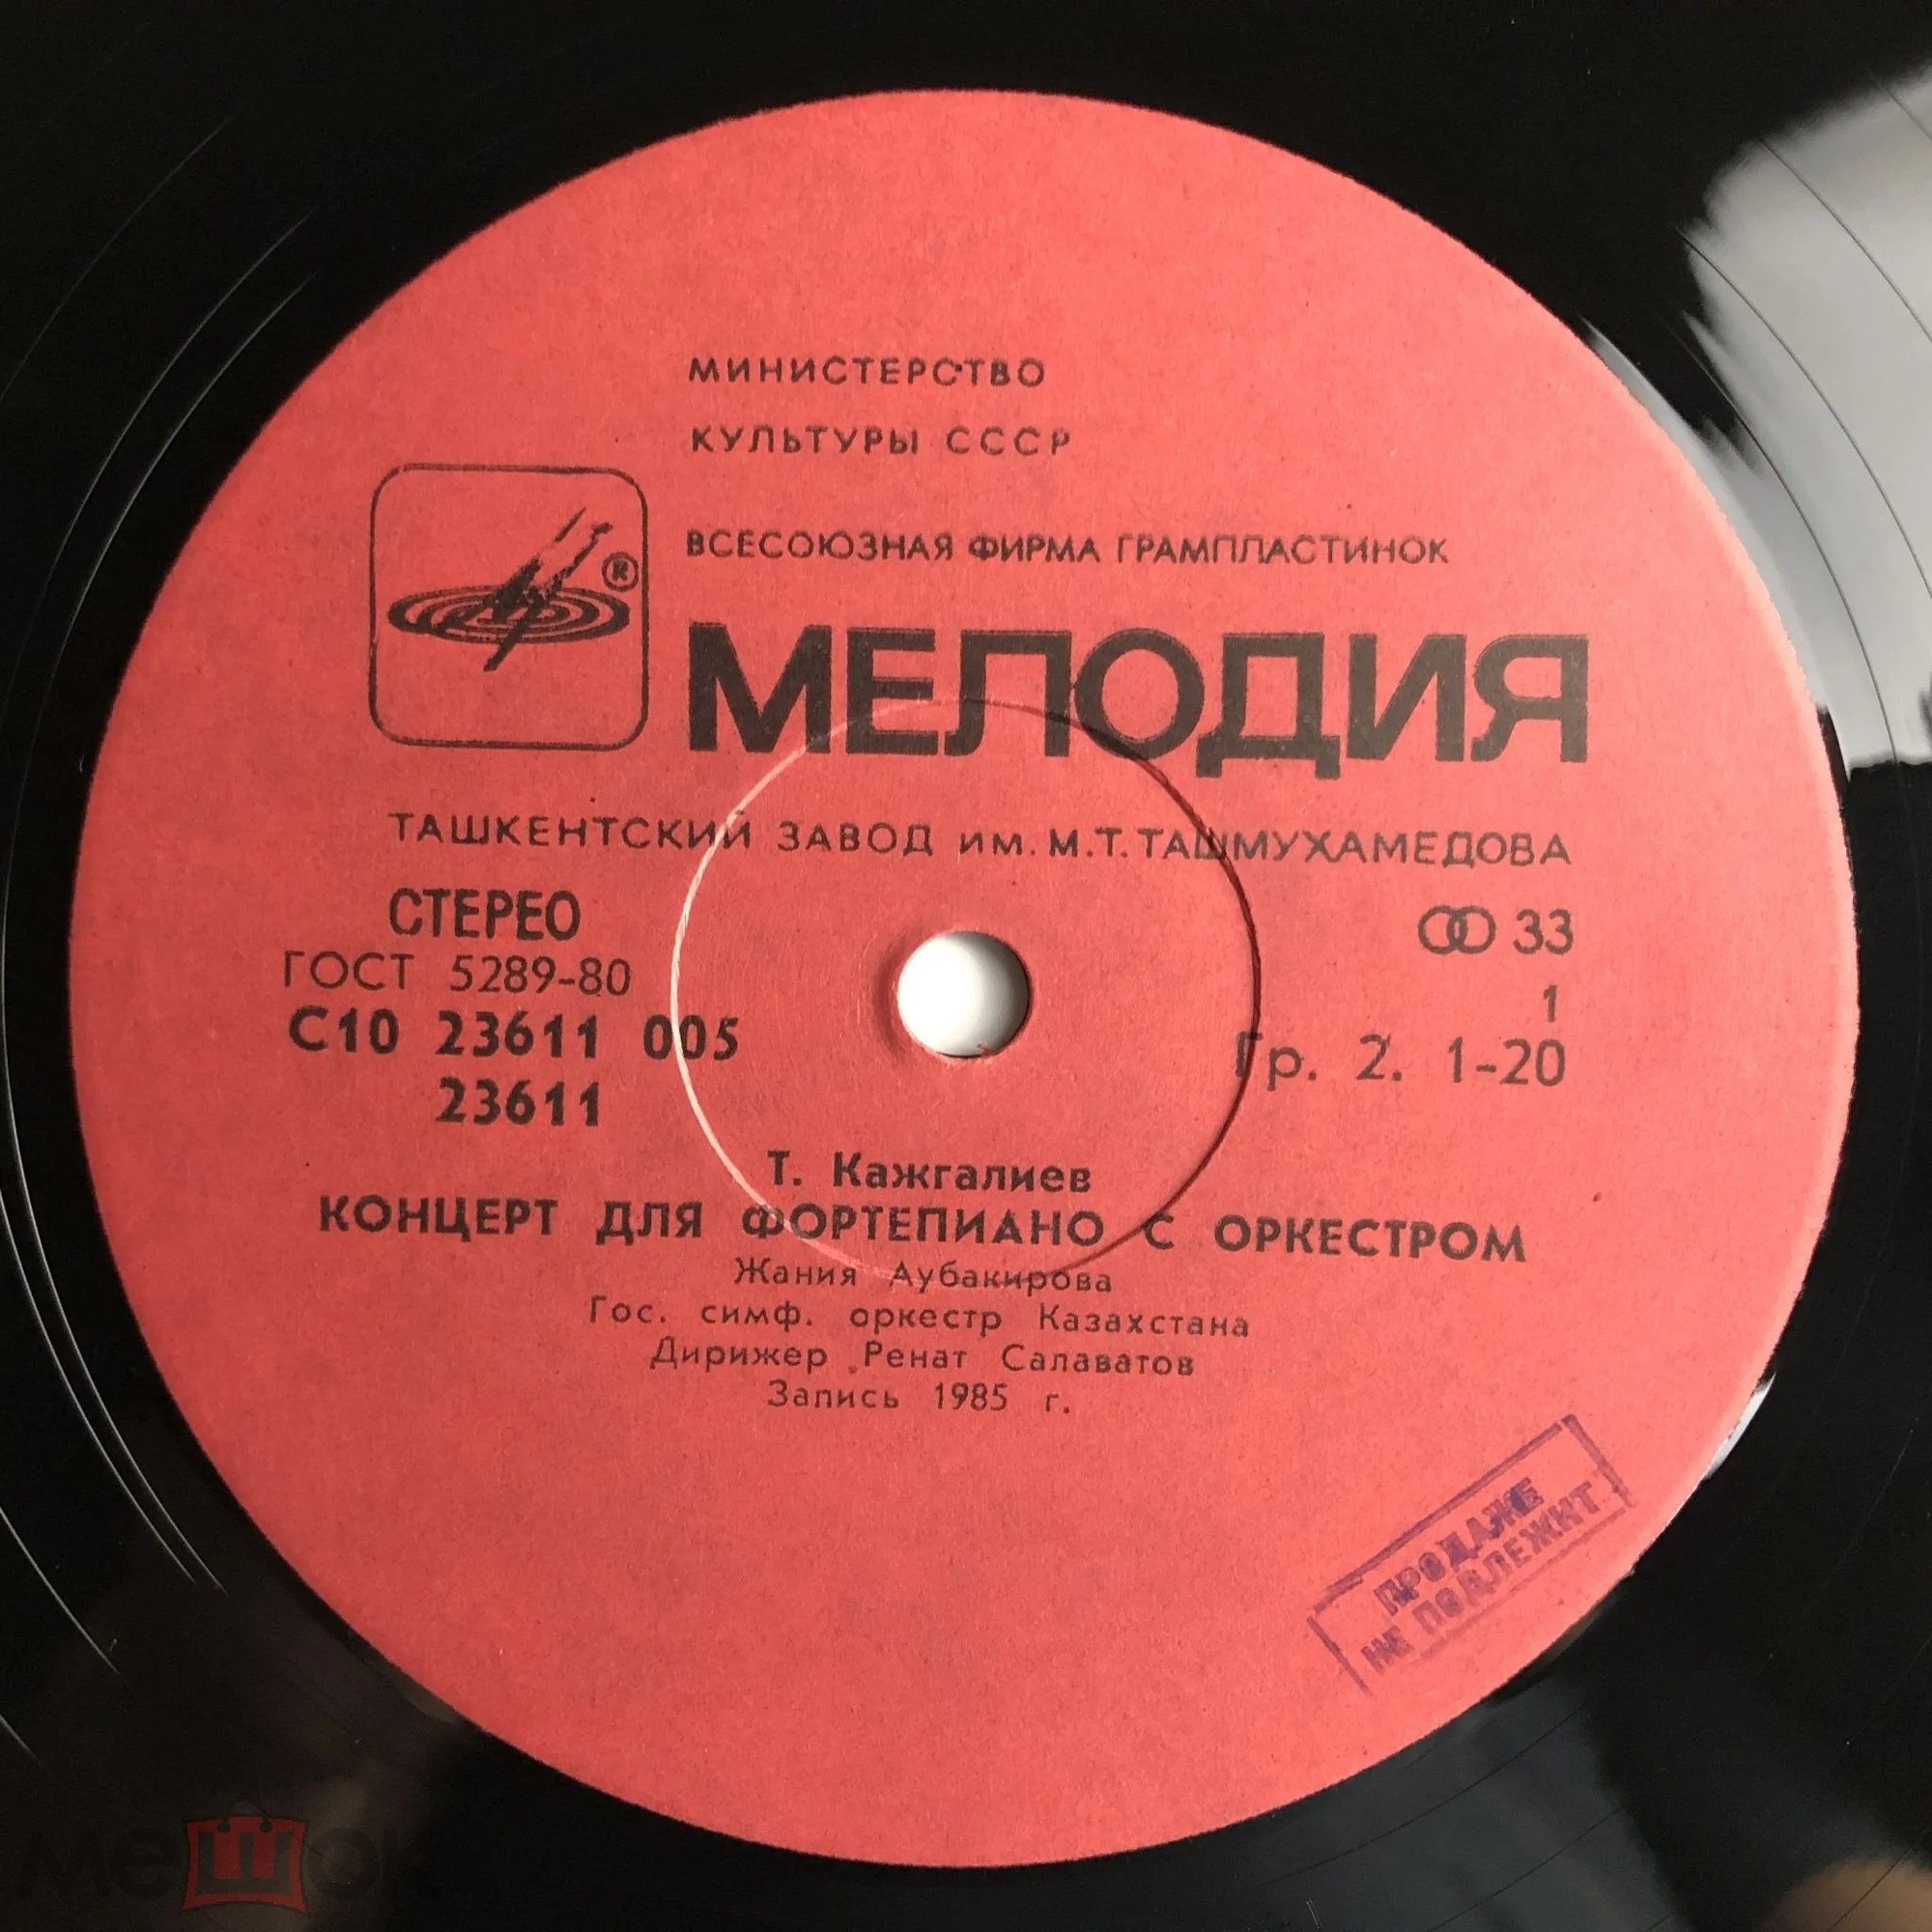 МИНИСТЕРСТВО
КУЛЬТУРЫ СССР
®
ВСЕСОЮЗНАЯ ФИРМА ГРАМПЛАСТИНОК
МЕЛОДИЯ
ТАШКЕНТСКИЙ ЗАВОД ИМ. М.Т.ТАШМУХАМЕДОВА
СТЕРЕО 33
ГОСТ 5289-80 1
С10 23611 005 Гр. 2. 1-20
23611
Т. Кажгалиев
КОНЦЕРТ ДЛЯ ФОРТЕПИАНО С ОРКЕСТРОМ
Жания Аубакирова
Гос. симф. оркестр Казахстана
Дирижер Ренат Салаватов
Запись 1985 г.
ПРОДАЖЕ
НЕ ПОДЛЕЖИТ
мешок